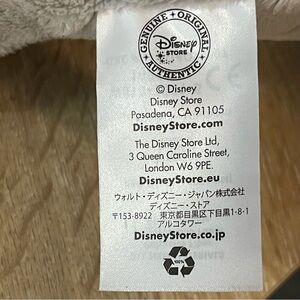 GENUINE • ORIGINAL
Disney
STORE
AUTHENTIC
© Disney
Disney Store
Pasadena, CA 91105
DisneyStore.com
The Disney Store Ltd,
3 Queen Caroline Street,
London W6 9PE.
DisneyStore.eu
ウォルト・ディズニー・ジャパン株式会社
ディズニー・ストア
〒153-8922 東京都目黒区下目黒1-8-1
アルコタワー
DisneyStore.co.jp
100%